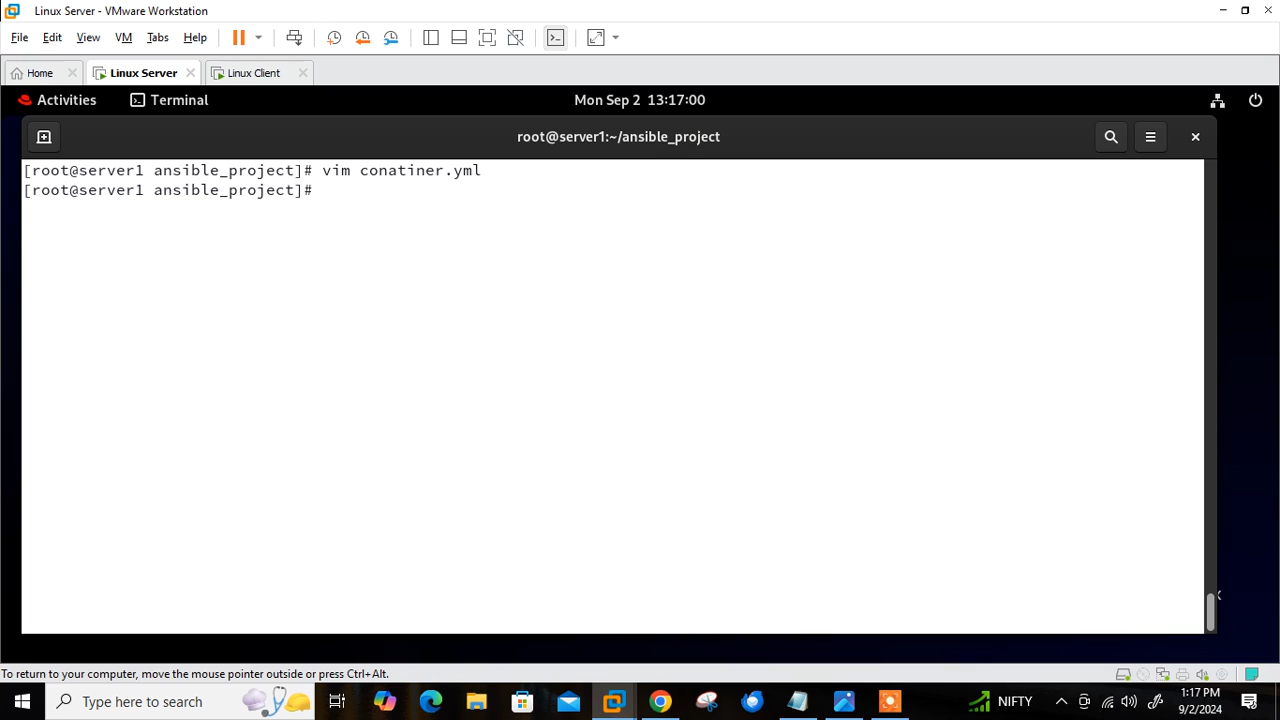 Linux Server - VMware Workstation
File Edit View VM Tabs Help
Home Linux Server Linux Client
Activities Terminal Mon Sep 2 13:17:00
root@server1:~/ansible_project
[root@server1 ansible_project]# vim conatiner.yml
[root@server1 ansible_project]#
To return to your computer, move the mouse pointer outside or press Ctrl+Alt.
Type here to search
NIFTY
1:17 PM
9/2/2024